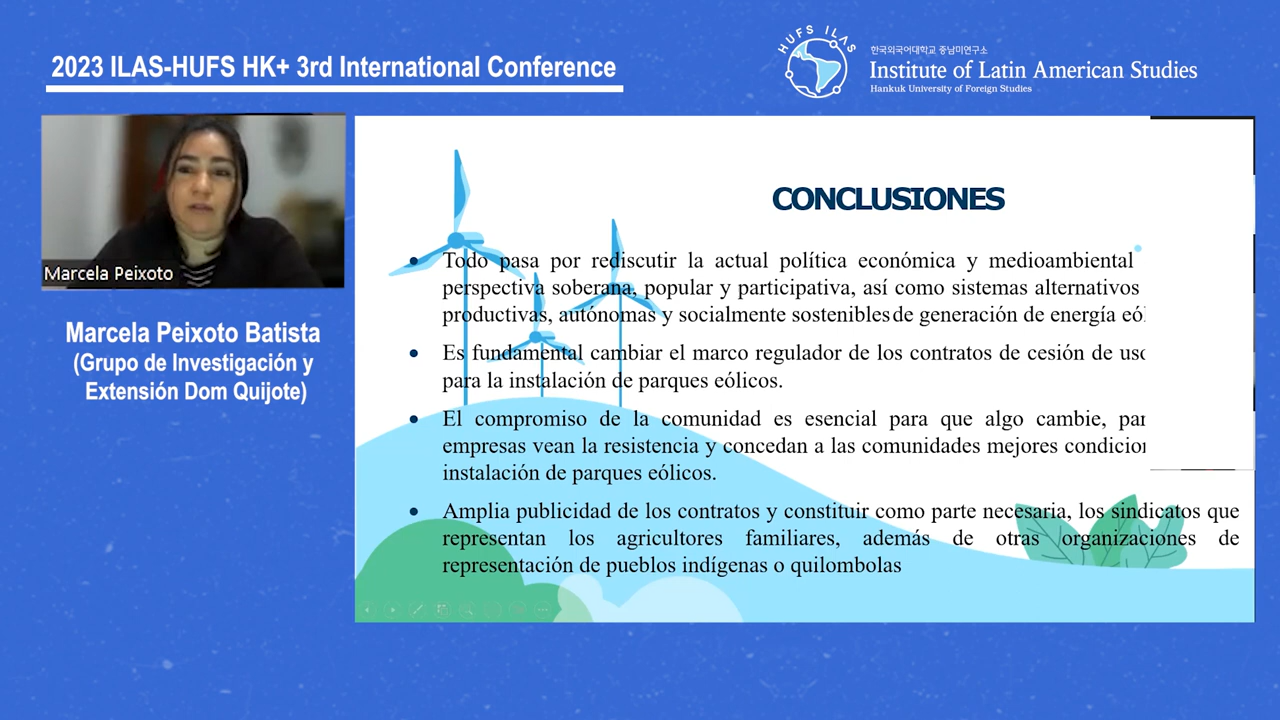 2023 ILAS-HUFS HK+ 3rd International Conference
HUFS ILAS
한국외국어대학교 중남미연구소
Institute of Latin American Studies
Hankuk University of Foreign Studies
Marcela Peixoto
Marcela Peixoto Batista
(Grupo de Investigación y
Extensión Dom Quijote)
CONCLUSIONES
• Todo pasa por rediscutir la actual política económica y medioambiental
perspectiva soberana, popular y participativa, así como sistemas alternativos
productivas, autónomas y socialmente sostenibles de generación de energía
• Es fundamental cambiar el marco regulador de los contratos de cesión de
para la instalación de parques eólicos.
• El compromiso de la comunidad es esencial para que algo cambie,
empresas vean la resistencia y concedan a las comunidades mejores
instalación de parques eólicos.
• Amplia publicidad de los contratos y constituir como parte necesaria, los sindicatos que
representan los agricultores familiares, además de otras organizaciones de
representación de pueblos indígenas o quilombolas